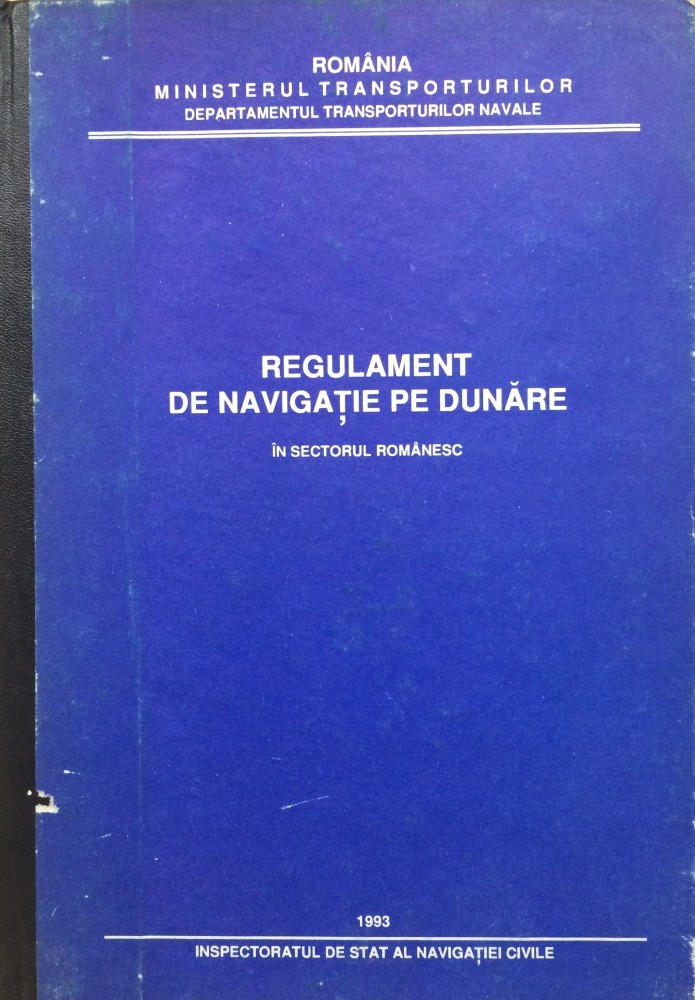 ROMÂNIA
MINISTERUL TRANSPORTURILOR
DEPARTAMENTUL TRANSPORTURILOR NAVALE
REGULAMENT
DE NAVIGAȚIE PE DUNĂRE
ÎN SECTORUL ROMÂNESC
1993
INSPECTORATUL DE STAT AL NAVIGAȚIEI CIVILE